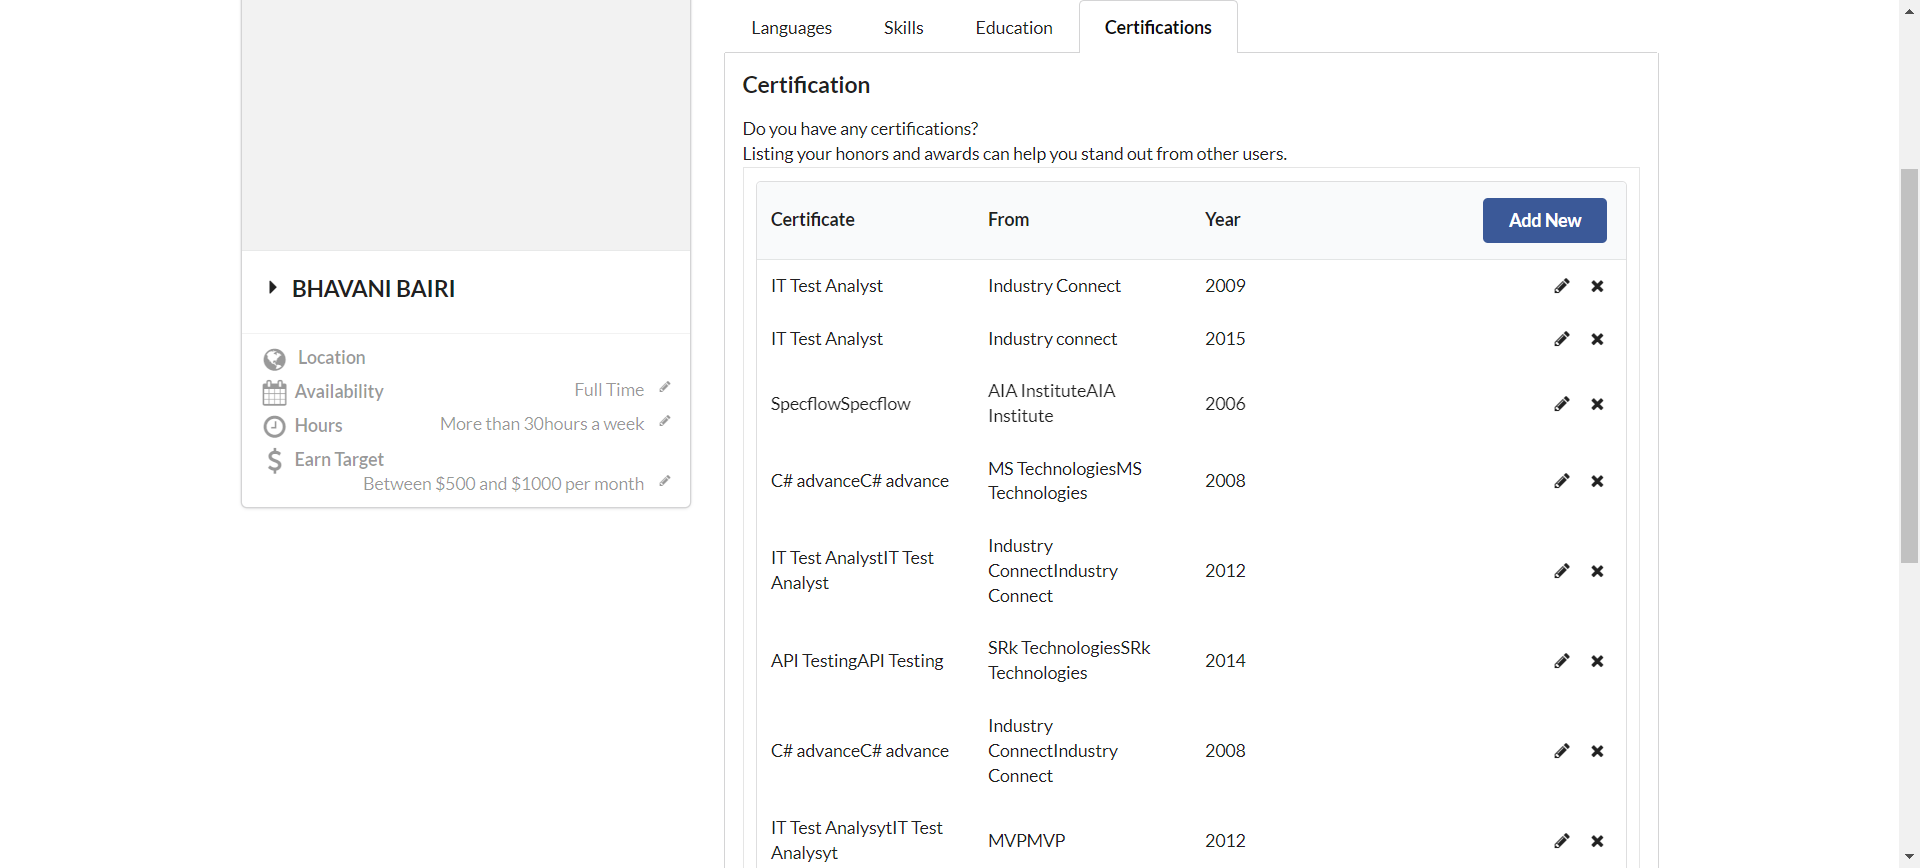 Languages Skills Education Certifications
Certification
Do you have any certifications?
Listing your honors and awards can help you stand out from other users.
Certificate From Year Add New
IT Test Analyst Industry Connect 2009
IT Test Analyst Industry connect 2015
SpecflowSpecflow AIA InstituteAIA
Institute 2006
C# advanceC# advance MS TechnologiesMS
Technologies 2008
IT Test AnalystIT Test
Analyst Industry
ConnectIndustry
Connect 2012
API TestingAPI Testing SRk TechnologiesSRk
Technologies 2014
C# advanceC# advance Industry
ConnectIndustry
Connect 2008
IT Test AnalysytIT Test
Analysyt MVPMVP 2012
BHAVANI BAIRI
Location
Availability Full Time
Hours More than 30hours a week
Earn Target
Between $500 and $1000 per month